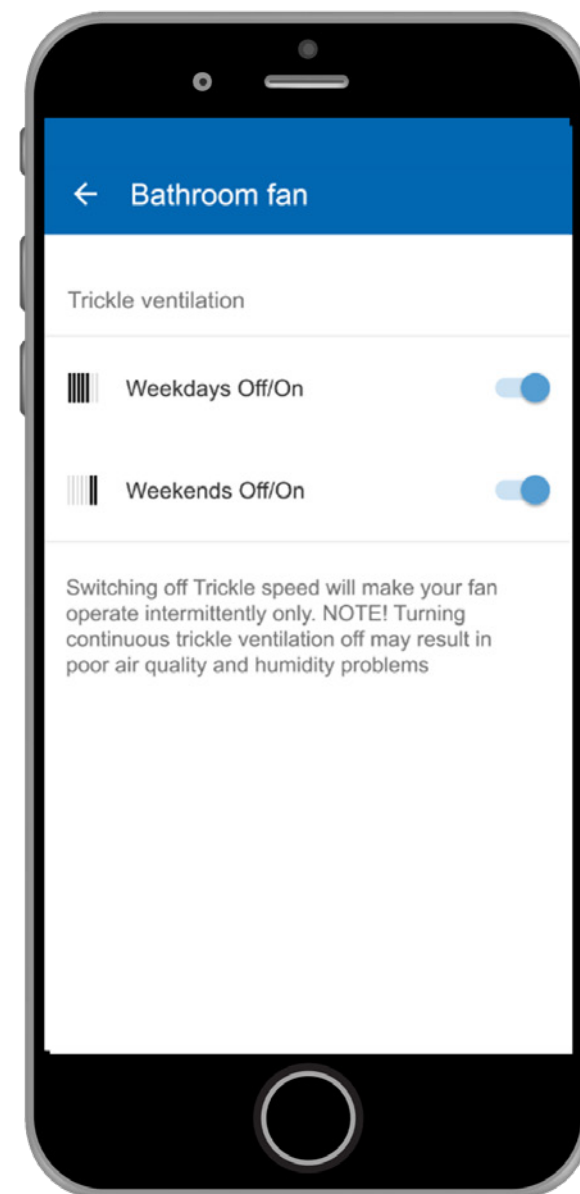 Bathroom fan
Trickle ventilation
Weekdays Off/On
Weekends Off/On
Switching off Trickle speed will make your fan
operate intermittently only. NOTE! Turning
continuous trickle ventilation off may result in
poor air quality and humidity problems